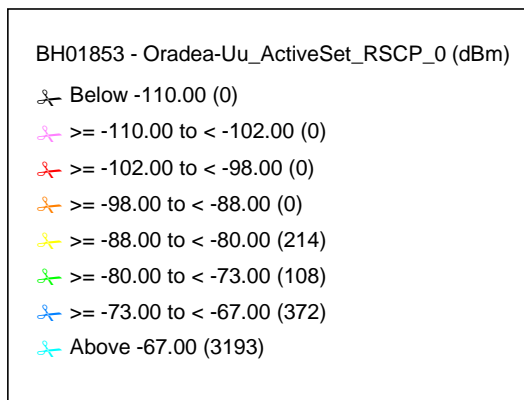 BH01853 - Oradea-Uu_ActiveSet_RSCP_0 (dBm)
Below -110.00 (0)
>= -110.00 to < -102.00 (0)
>= -102.00 to < -98.00 (0)
>= -98.00 to < -88.00 (0)
>= -88.00 to < -80.00 (214)
>= -80.00 to < -73.00 (108)
>= -73.00 to < -67.00 (372)
Above -67.00 (3193)